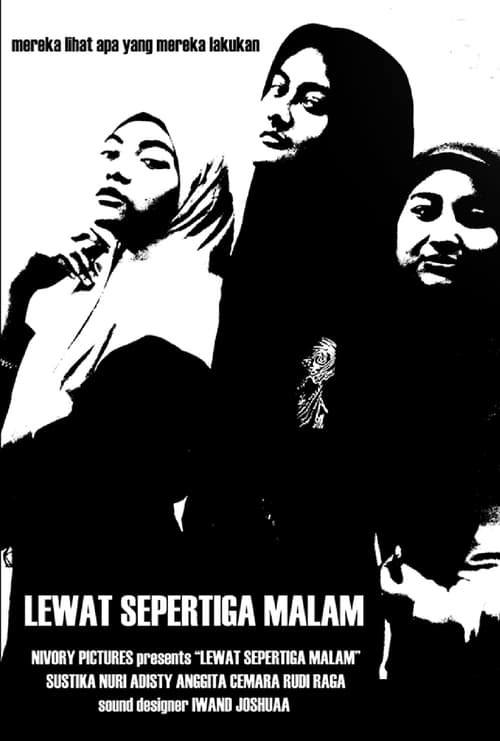 mereka lihat apa yang mereka lakukan
LEWAT SEPERTIGA MALAM
NIVORY PICTURES presents “LEWAT SEPERTIGA MALAM”
SUSTIKA NURI ADISTY ANGGITA CEMARA RUDI RAGA
sound designer IWAND JOSHUAA